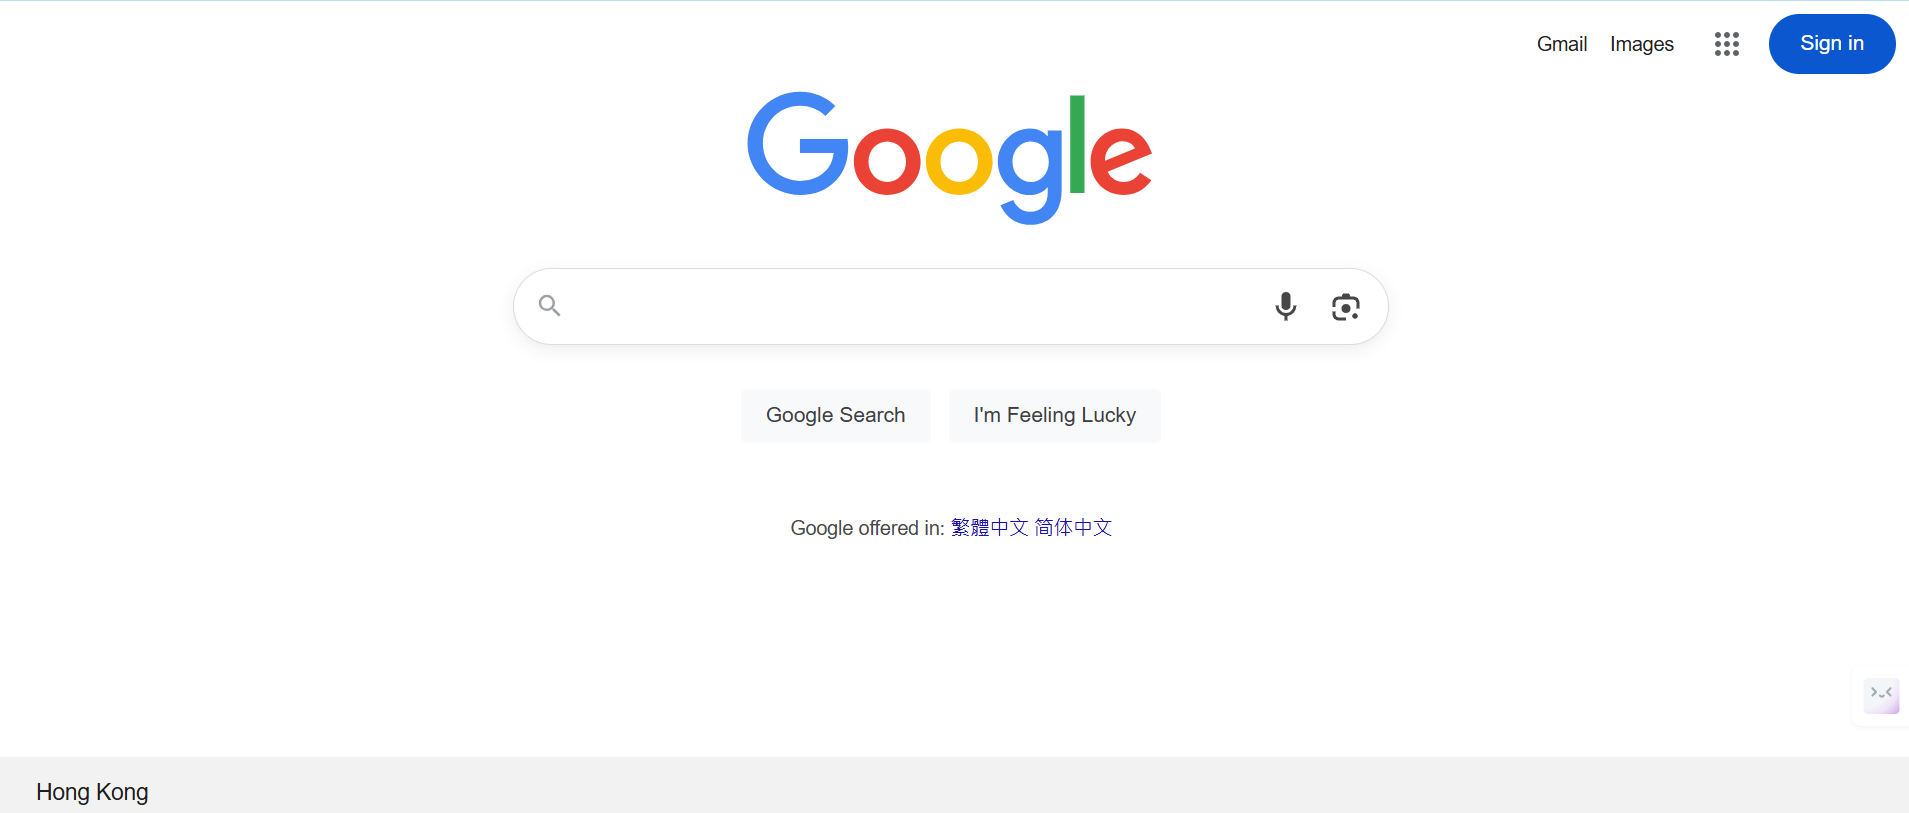 Gmail Images Sign in
Google
Google Search I'm Feeling Lucky
Google offered in: 繁體中文 简体中文
Hong Kong